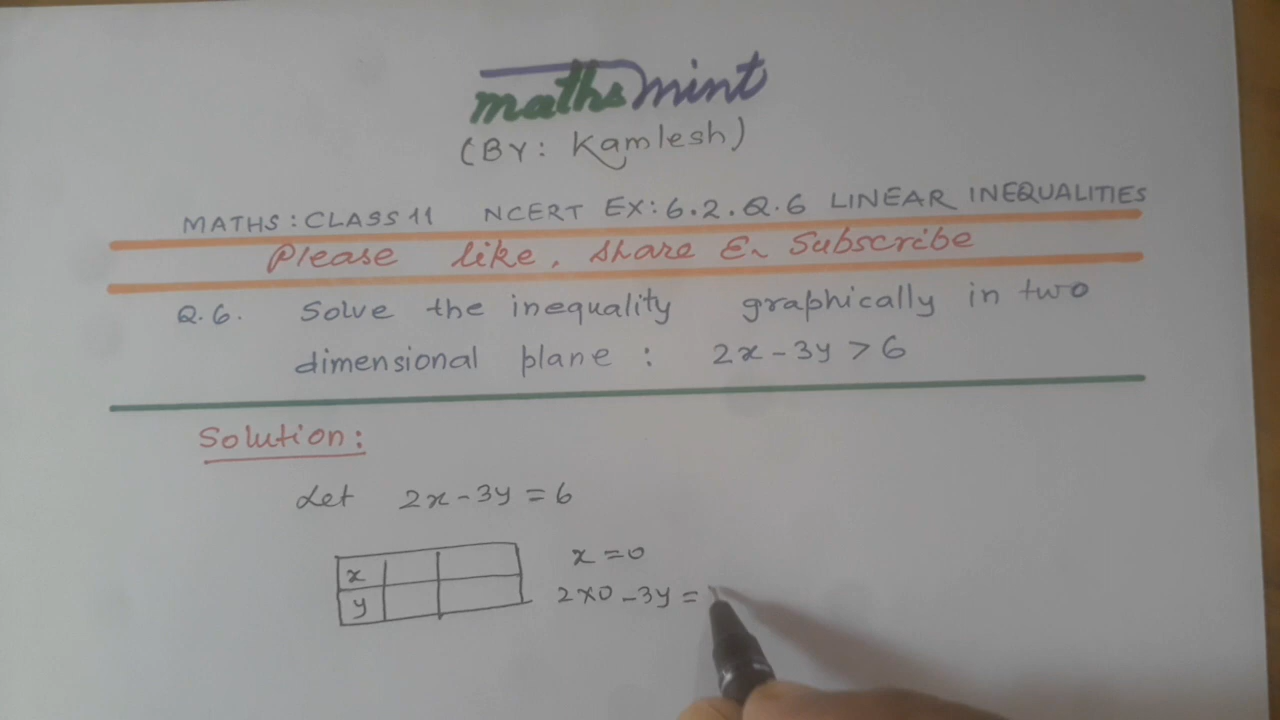 maths mint
(BY: Kamlesh)
MATHS: CLASS 11 NCERT EX: 6.2. Q.6 LINEAR INEQUALITIES
Please like, share & Subscribe
Q.6. Solve the inequality graphically in two
dimensional plane : 2x - 3y > 6
Solution:
Let 2x - 3y = 6
x
y
x = 0
2×0 - 3y =